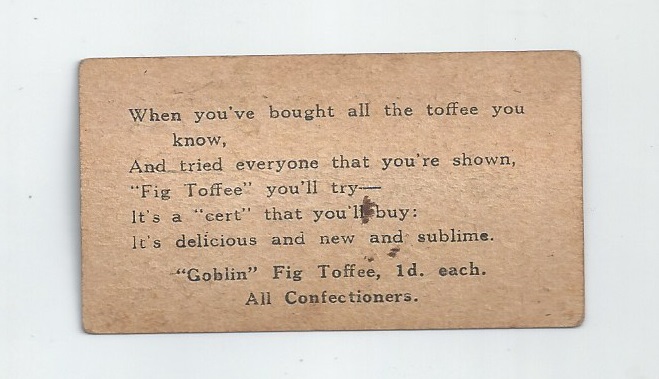 When you've bought all the toffee you
know,
And tried everyone that you're shown,
"Fig Toffee" you'll try—
It's a "cert" that you'll buy:
It's delicious and new and sublime.
"Goblin" Fig Toffee, 1d. each.
All Confectioners.